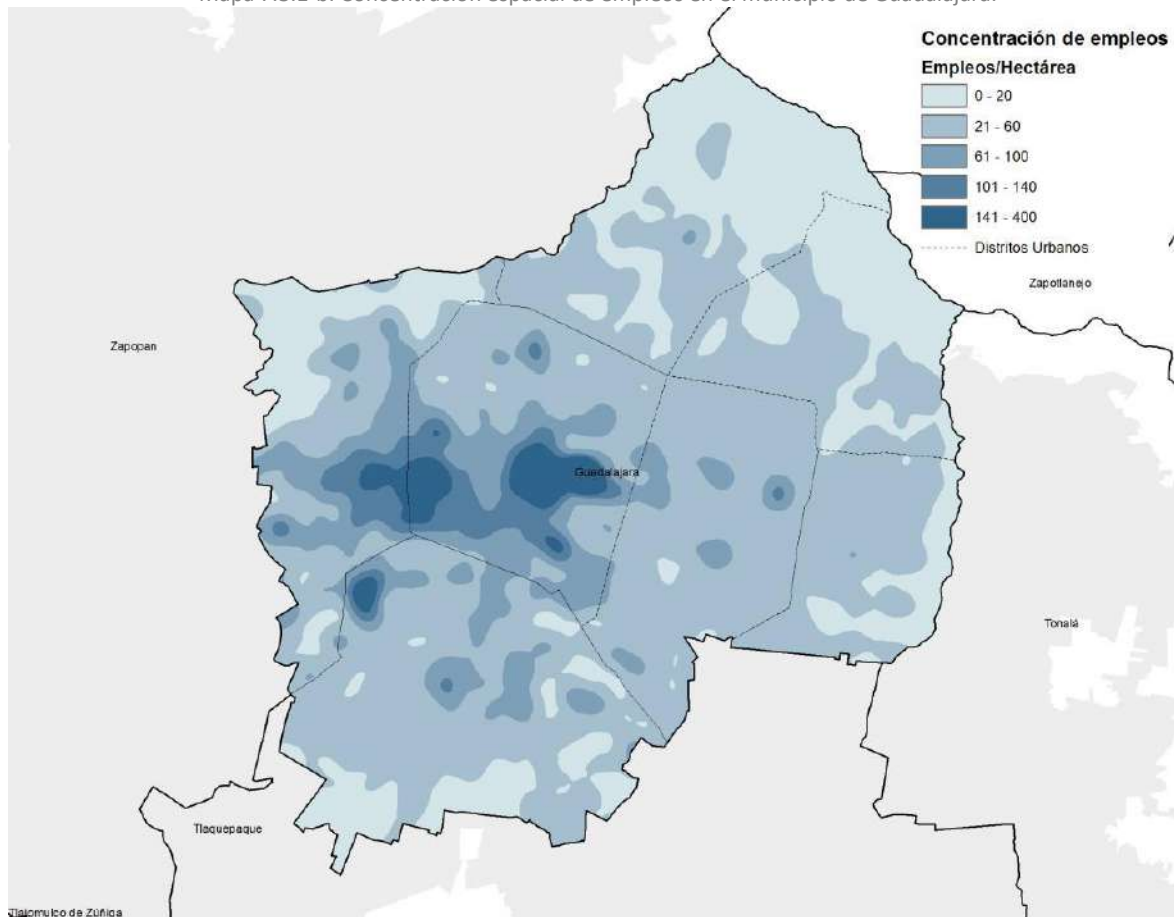 Concentración de empleos
Empleos/Hectárea
0 - 20
21 - 60
61 - 100
101 - 140
141 - 400
Distritos Urbanos
Zapotlanejo
Zapopan
Guadalajara
Tonalá
Tlaquepaque
Tlajomulco de Zúñiga